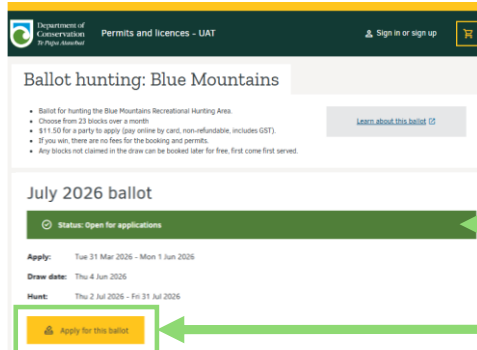 Department of
Conservation
Te Papa Atawhai
Permits and licences - UAT
Sign in or sign up
Ballot hunting: Blue Mountains
Ballot for hunting the Blue Mountains Recreational Hunting Area.
Choose from 23 blocks over a month
$11.50 for a party to apply (pay online by card, non-refundable, includes GST).
If you win, there are no fees for the booking and permits.
Any blocks not claimed in the draw can be booked later for free, first come first served.
Learn about this ballot
July 2026 ballot
Status: Open for applications
Apply: Tue 31 Mar 2026 - Mon 1 Jun 2026
Draw date: Thu 4 Jun 2026
Hunt: Thu 2 Jul 2026 - Fri 31 Jul 2026
Apply for this ballot